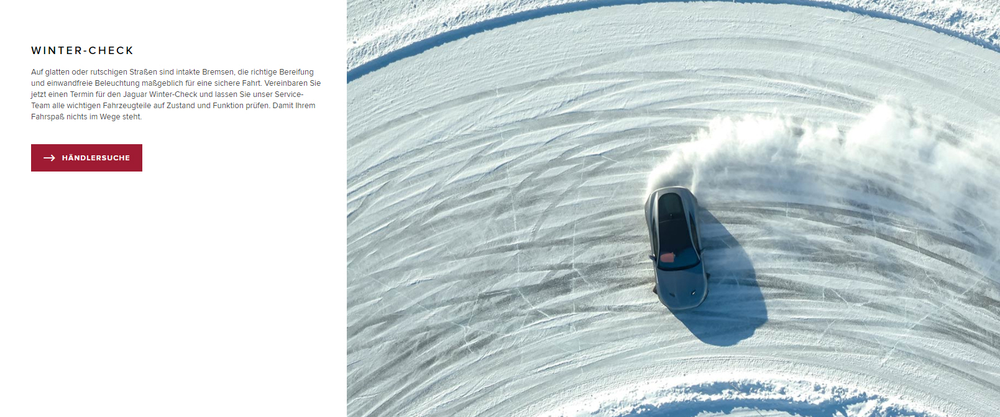 WINTER-CHECK
Auf glatten oder rutschigen Straßen sind intakte Bremsen, die richtige Bereifung
und einwandfreie Beleuchtung maßgeblich für eine sichere Fahrt. Vereinbaren Sie
jetzt einen Termin für den Jaguar Winter-Check und lassen Sie unser Service-
Team alle wichtigen Fahrzeugteile auf Zustand und Funktion prüfen. Damit Ihrem
Fahrspaß nichts im Wege steht.
HÄNDLERSUCHE